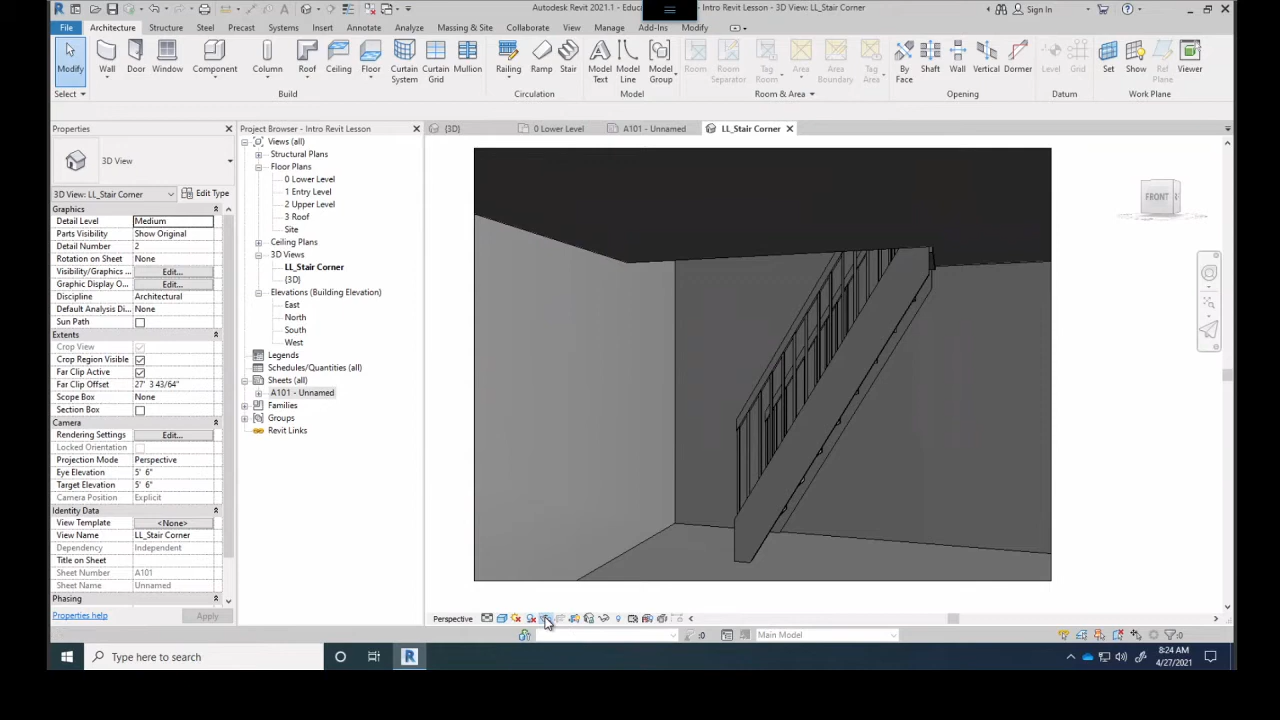 Autodesk Revit 2021.1 - Educa
Intro Revit Lesson - 3D View: LL_Stair Corner
Sign In
File Architecture Structure Steel Precast Systems Insert Annotate Analyze Massing & Site Collaborate View Manage Add-Ins Modify
Modify Wall Door Window Component Column Roof Ceiling Floor Curtain System Curtain Grid Mullion Railing Ramp Stair Model Text Model Line Model Group Room Room Separator Tag Room Area Area Boundary Tag Area By Face Shaft Wall Vertical Dormer Level Grid Set Show Ref Plane Viewer
Select Build Circulation Model Room & Area Opening Datum Work Plane
Properties
3D View
3D View: LL_Stair Corner Edit Type
Graphics
Detail Level Medium
Parts Visibility Show Original
Detail Number 2
Rotation on Sheet None
Visibility/Graphics ... Edit...
Graphic Display O... Edit...
Discipline Architectural
Default Analysis Di... None
Sun Path
Extents
Crop View
Crop Region Visible
Far Clip Active
Far Clip Offset 27' 3 43/64"
Scope Box None
Section Box
Camera
Rendering Settings Edit...
Locked Orientation
Projection Mode Perspective
Eye Elevation 5' 6"
Target Elevation 5' 6"
Camera Position Explicit
Identity Data
View Template <None>
View Name LL_Stair Corner
Dependency Independent
Title on Sheet
Sheet Number A101
Sheet Name Unnamed
Phasing
Properties help Apply
Project Browser - Intro Revit Lesson
Views (all)
Structural Plans
Floor Plans
0 Lower Level
1 Entry Level
2 Upper Level
3 Roof
Site
Ceiling Plans
3D Views
LL_Stair Corner
{3D}
Elevations (Building Elevation)
East
North
South
West
Legends
Schedules/Quantities (all)
Sheets (all)
A101 - Unnamed
Families
Groups
Revit Links
{3D} 0 Lower Level A101 - Unnamed LL_Stair Corner
FRONT
Perspective
:0 Main Model :0
Type here to search
8:24 AM
4/27/2021